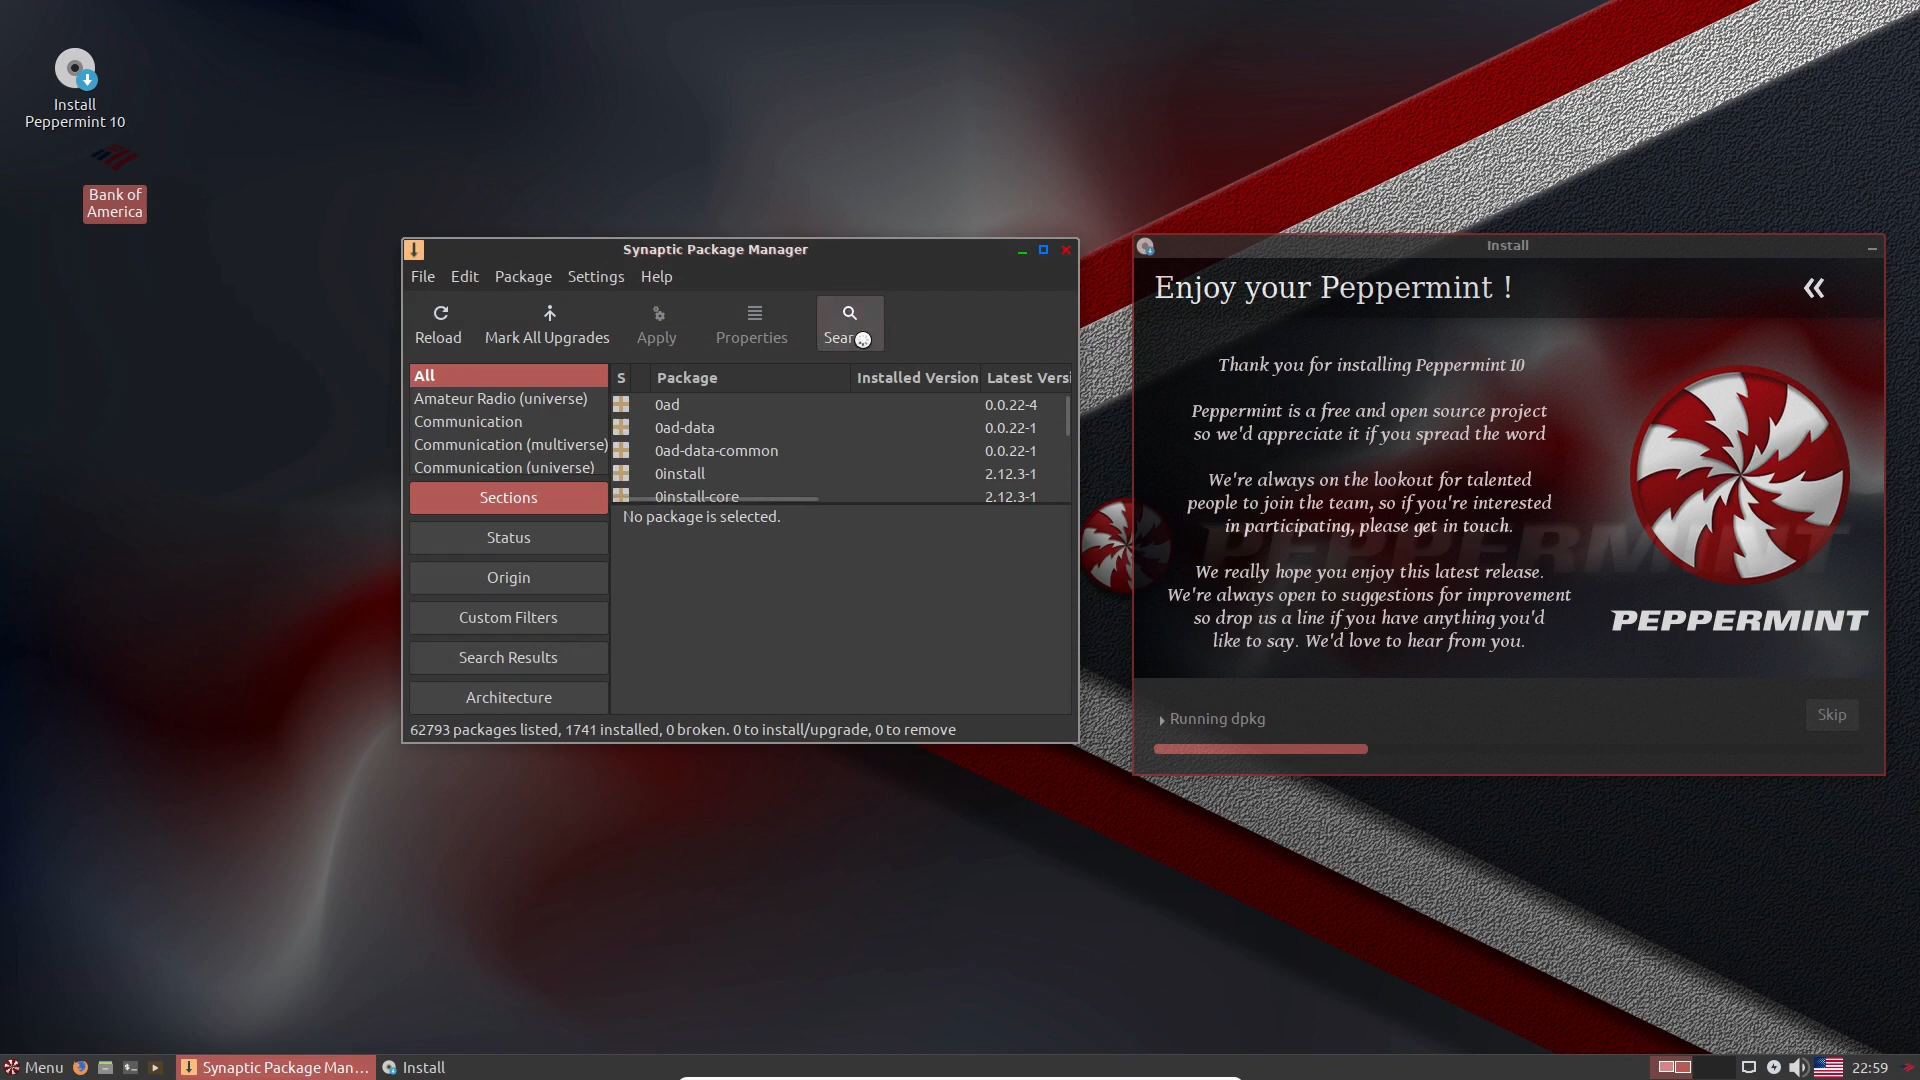 Install
Peppermint 10
Bank of
America
Synaptic Package Manager
File Edit Package Settings Help
Reload Mark All Upgrades Apply Properties Sear
All
Amateur Radio (universe)
Communication
Communication (multiverse)
Communication (universe)
Sections
Status
Origin
Custom Filters
Search Results
Architecture
S Package Installed Version Latest Versi
0ad 0.0.22-4
0ad-data 0.0.22-1
0ad-data-common 0.0.22-1
0install 2.12.3-1
0install-core 2.12.3-1
No package is selected.
62793 packages listed, 1741 installed, 0 broken. 0 to install/upgrade, 0 to remove
Install
Enjoy your Peppermint !
Thank you for installing Peppermint 10
Peppermint is a free and open source project
so we'd appreciate it if you spread the word
We're always on the lookout for talented
people to join the team, so if you're interested
in participating, please get in touch.
We really hope you enjoy this latest release.
We're always open to suggestions for improvement
so drop us a line if you have anything you'd
like to say. We'd love to hear from you.
PEPPERMINT
PEPPERMINT
Running dpkg
Skip
Menu Synaptic Package Man... Install 22:59